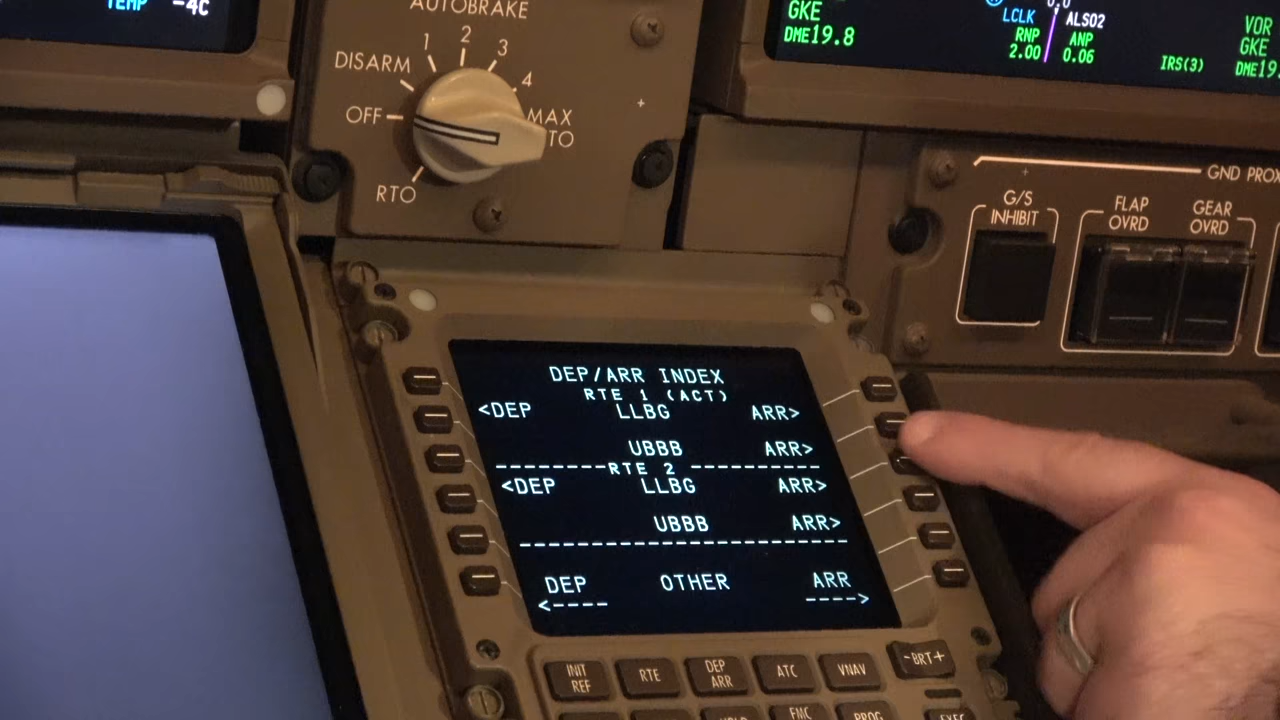 TEMP -4C
AUTOBRAKE
1 2 3 4
DISARM
OFF
MAX
TO
RTO
GKE
DME19.8
LCLK
ALSO2
RNP
2.00
ANP
0.06
IRS(3)
VOR
GKE
DME19.
GND PROX
G/S
INHIBIT
FLAP
OVRD
GEAR
OVRD
DEP/ARR INDEX
RTE 1 (ACT)
<DEP LLBG ARR>
UBBB ARR>
--------RTE 2 ---------
<DEP LLBG ARR>
UBBB ARR>
------------------------
DEP OTHER ARR
<---- ---->
INIT
REF
RTE
DEP
ARR
ATC
VNAV
-BRT+
FMC
PROG
EXEC